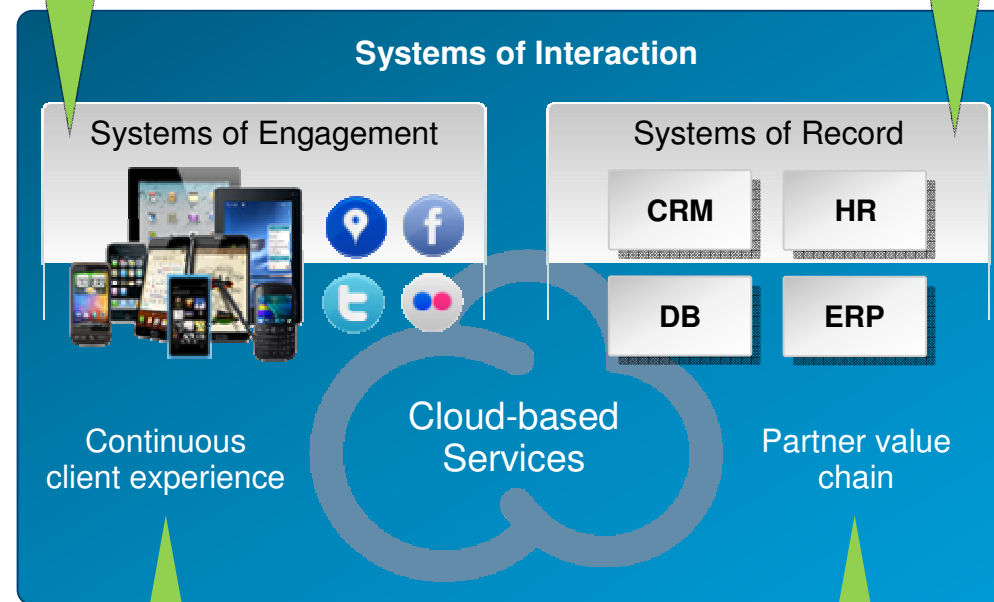 Systems of Interaction
Systems of Engagement
Systems of Record
CRM
HR
DB
ERP
Cloud-based
Services
Continuous
client experience
Partner value
chain